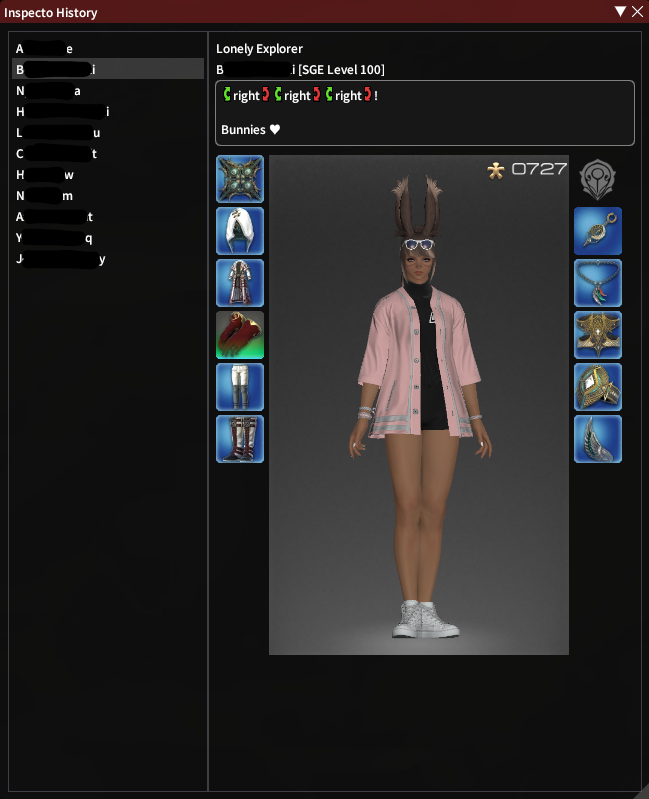 Inspecto History
A e
B i
N a
H i
L u
C t
H w
N m
A t
Y q
J y
Lonely Explorer
B i [SGE Level 100]
right right right !
Bunnies ♥
0727